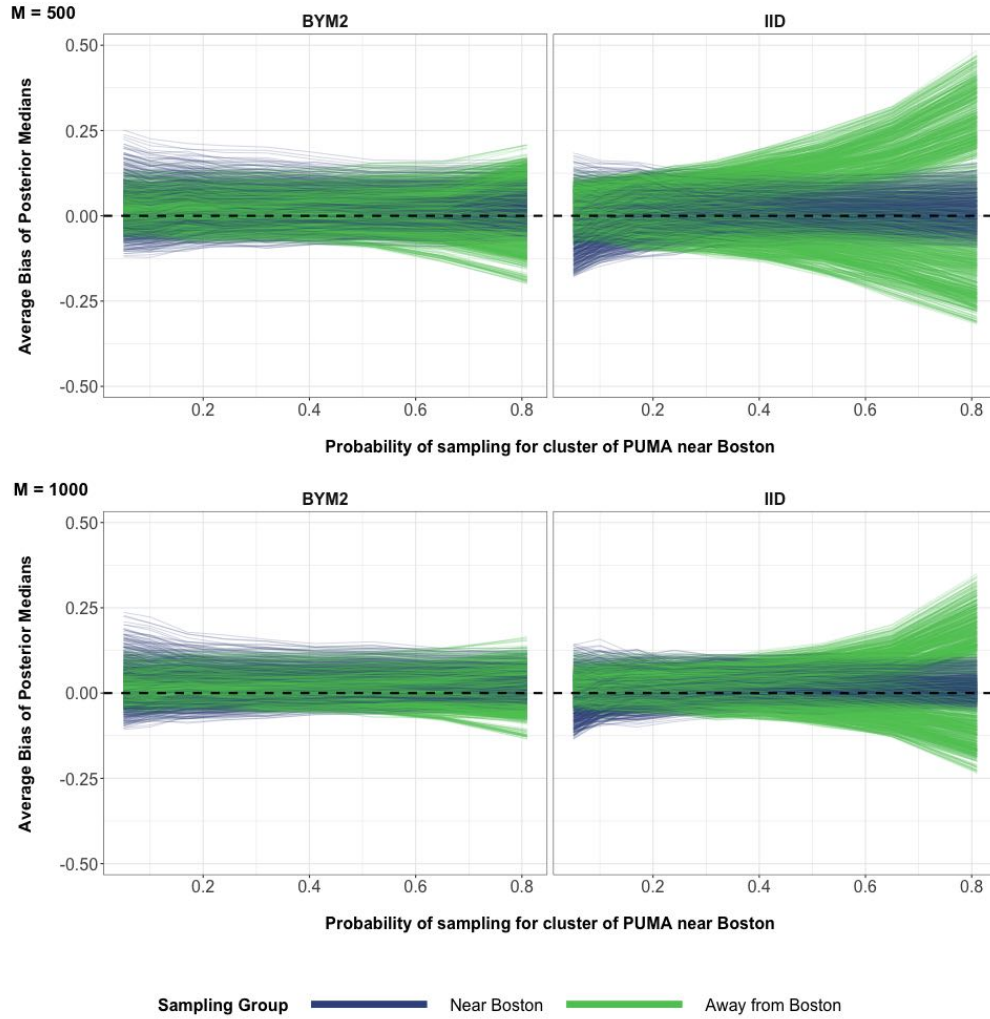 M = 500
BYM2 IID
Average Bias of Posterior Medians
0.50
0.25
0.00
-0.25
-0.50
0.2 0.4 0.6 0.8 0.2 0.4 0.6 0.8
Probability of sampling for cluster of PUMA near Boston
M = 1000
BYM2 IID
Average Bias of Posterior Medians
0.50
0.25
0.00
-0.25
-0.50
0.2 0.4 0.6 0.8 0.2 0.4 0.6 0.8
Probability of sampling for cluster of PUMA near Boston
Sampling Group Near Boston Away from Boston